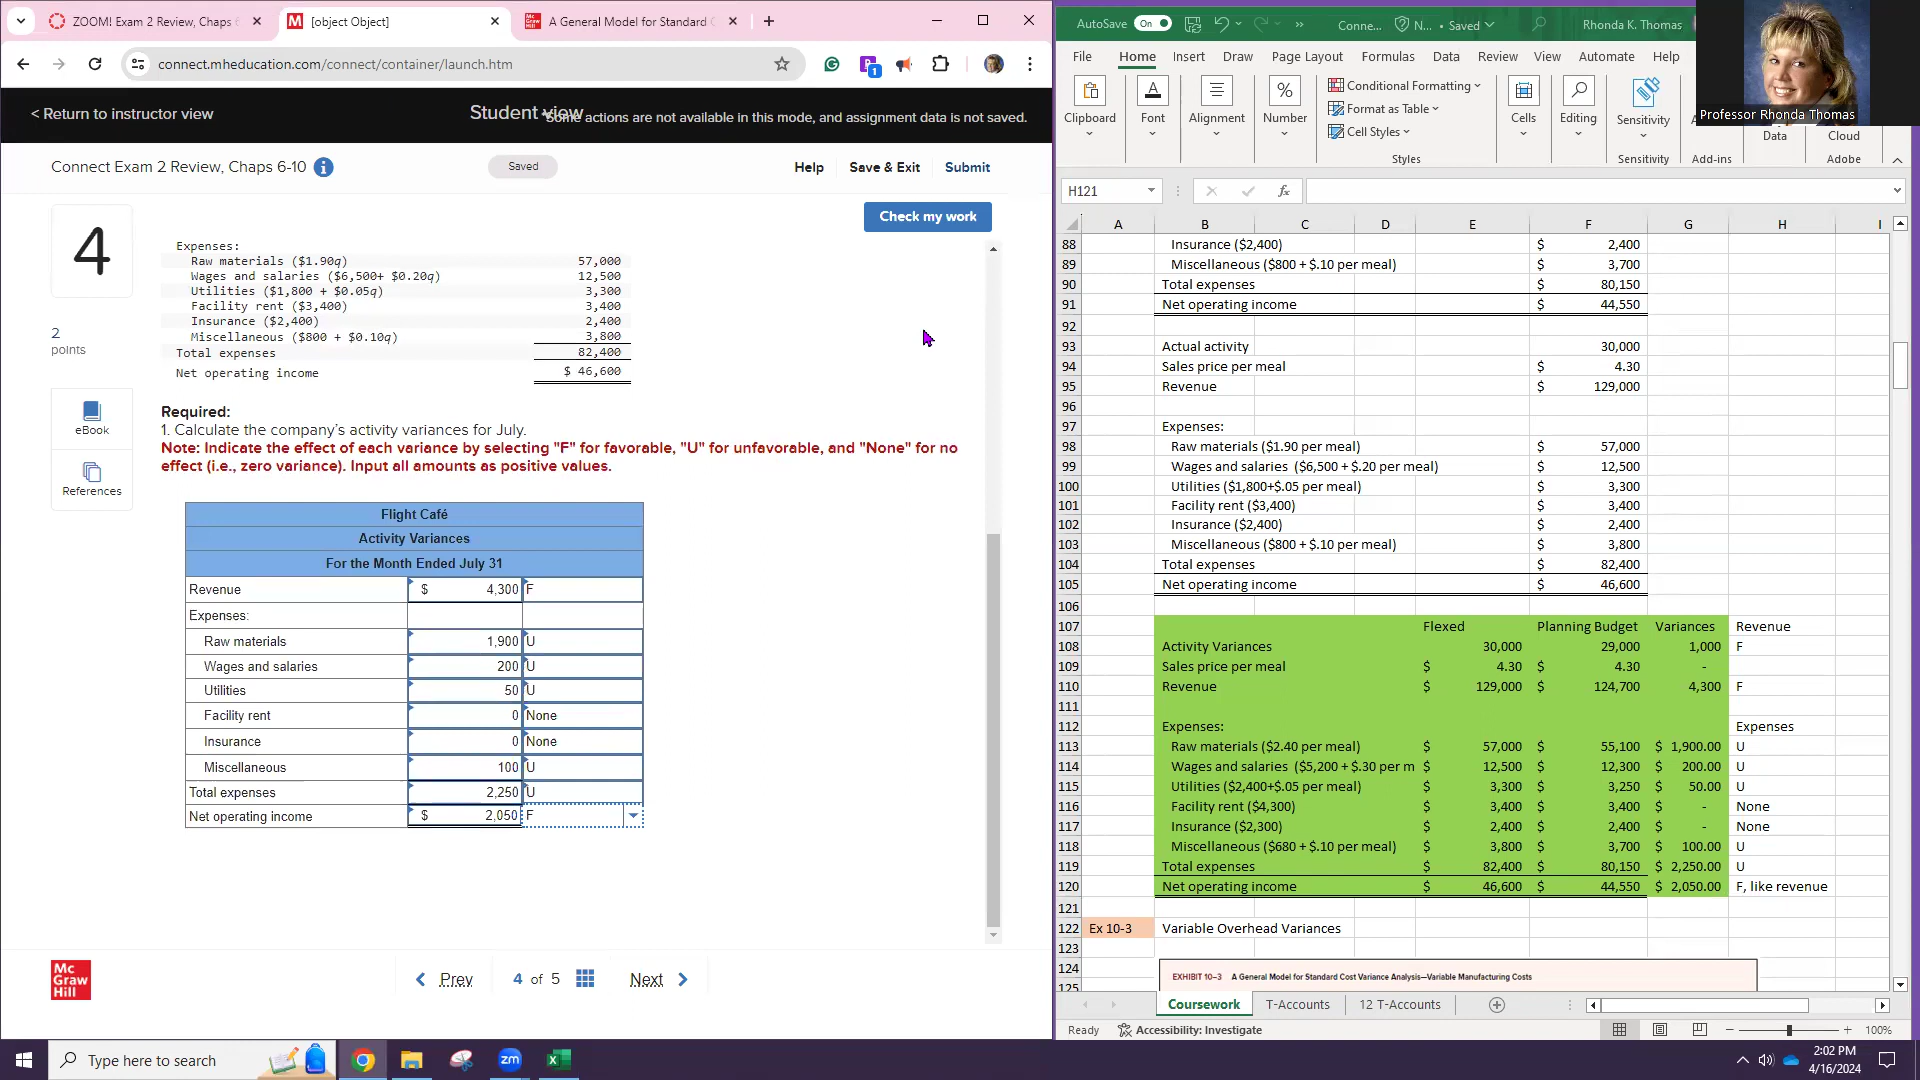 ZOOM! Exam 2 Review, Chaps 6
[object Object]
A General Model for Standard C
connect.mheducation.com/connect/container/launch.htm
< Return to instructor view
Student view
*Some actions are not available in this mode, and assignment data is not saved.
Connect Exam 2 Review, Chaps 6-10
Saved
Help
Save & Exit
Submit
Check my work
4
2
points
eBook
References
Expenses:
Raw materials ($1.90q) 57,000
Wages and salaries ($6,500+ $0.20q) 12,500
Utilities ($1,800 + $0.05q) 3,300
Facility rent ($3,400) 3,400
Insurance ($2,400) 2,400
Miscellaneous ($800 + $0.10q) 3,800
Total expenses 82,400
Net operating income $ 46,600
Required:
1. Calculate the company's activity variances for July.
Note: Indicate the effect of each variance by selecting "F" for favorable, "U" for unfavorable, and "None" for no
effect (i.e., zero variance). Input all amounts as positive values.
Flight Café
Activity Variances
For the Month Ended July 31
Revenue $ 4,300 F
Expenses:
Raw materials 1,900 U
Wages and salaries 200 U
Utilities 50 U
Facility rent 0 None
Insurance 0 None
Miscellaneous 100 U
Total expenses 2,250 U
Net operating income $ 2,050 F
Mc
Graw
Hill
Prev
4 of 5
Next
AutoSave On
Conne...
N... • Saved
Rhonda K. Thomas
File Home Insert Draw Page Layout Formulas Data Review View Automate Help
Clipboard
Font
Alignment
Number
Conditional Formatting
Format as Table
Cell Styles
Styles
Cells
Editing
Sensitivity
Sensitivity
Add-ins
Data
Cloud
Adobe
Professor Rhonda Thomas
H121
fx
A B C D E F G H I
88 Insurance ($2,400) $ 2,400
89 Miscellaneous ($800 + $.10 per meal) $ 3,700
90 Total expenses $ 80,150
91 Net operating income $ 44,550
92
93 Actual activity 30,000
94 Sales price per meal $ 4.30
95 Revenue $ 129,000
96
97 Expenses:
98 Raw materials ($1.90 per meal) $ 57,000
99 Wages and salaries ($6,500 + $.20 per meal) $ 12,500
100 Utilities ($1,800+$.05 per meal) $ 3,300
101 Facility rent ($3,400) $ 3,400
102 Insurance ($2,400) $ 2,400
103 Miscellaneous ($800 + $.10 per meal) $ 3,800
104 Total expenses $ 82,400
105 Net operating income $ 46,600
106
107 Flexed Planning Budget Variances Revenue
108 Activity Variances 30,000 29,000 1,000 F
109 Sales price per meal $ 4.30 $ 4.30 -
110 Revenue $ 129,000 $ 124,700 4,300 F
111
112 Expenses: Expenses
113 Raw materials ($2.40 per meal) $ 57,000 $ 55,100 $ 1,900.00 U
114 Wages and salaries ($5,200 + $.30 per m $ 12,500 $ 12,300 $ 200.00 U
115 Utilities ($2,400+$.05 per meal) $ 3,300 $ 3,250 $ 50.00 U
116 Facility rent ($4,300) $ 3,400 $ 3,400 $ - None
117 Insurance ($2,300) $ 2,400 $ 2,400 $ - None
118 Miscellaneous ($680 + $.10 per meal) $ 3,800 $ 3,700 $ 100.00 U
119 Total expenses $ 82,400 $ 80,150 $ 2,250.00 U
120 Net operating income $ 46,600 $ 44,550 $ 2,050.00 F, like revenue
121
122 Ex 10-3 Variable Overhead Variances
123
124 EXHIBIT 10–3 A General Model for Standard Cost Variance Analysis—Variable Manufacturing Costs
125
Coursework T-Accounts 12 T-Accounts
Ready
Accessibility: Investigate
100%
Type here to search
zm
2:02 PM
4/16/2024